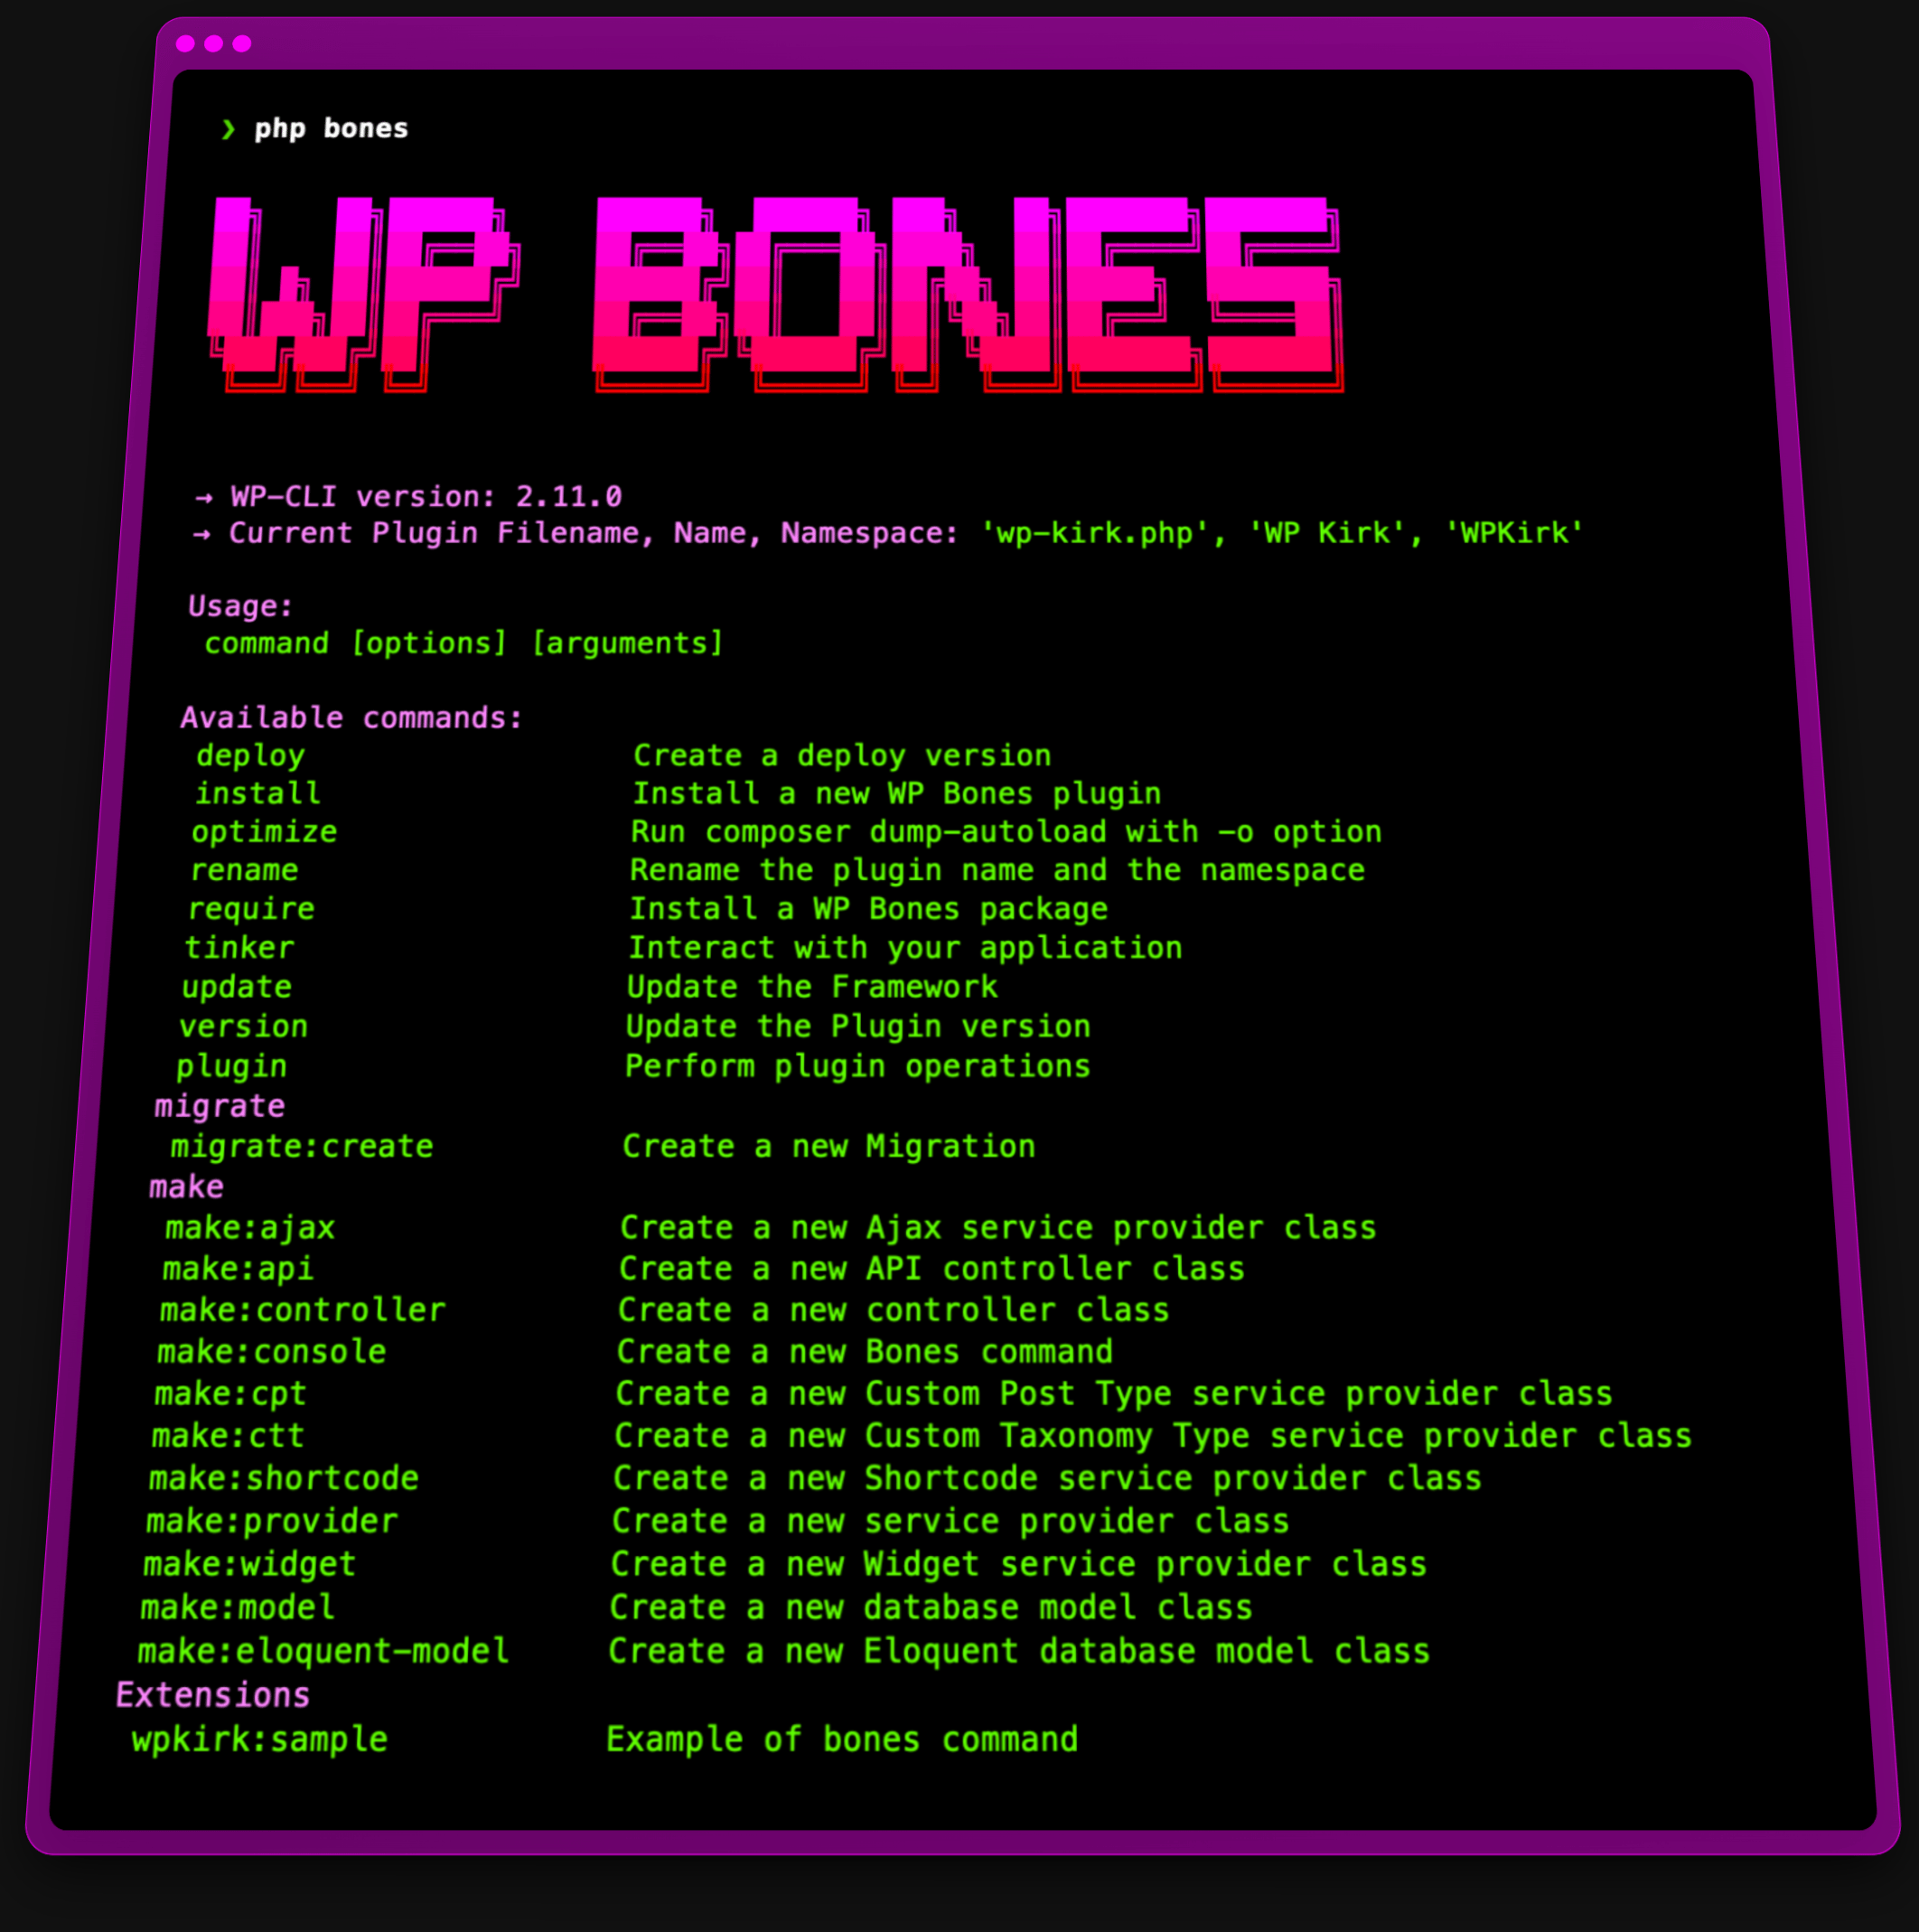 ❯ php bones
WP BONES
→ WP-CLI version: 2.11.0
→ Current Plugin Filename, Name, Namespace: 'wp-kirk.php', 'WP Kirk', 'WPKirk'
Usage:
command [options] [arguments]
Available commands:
deploy Create a deploy version
install Install a new WP Bones plugin
optimize Run composer dump-autoload with -o option
rename Rename the plugin name and the namespace
require Install a WP Bones package
tinker Interact with your application
update Update the Framework
version Update the Plugin version
plugin Perform plugin operations
migrate
migrate:create Create a new Migration
make
make:ajax Create a new Ajax service provider class
make:api Create a new API controller class
make:controller Create a new controller class
make:console Create a new Bones command
make:cpt Create a new Custom Post Type service provider class
make:ctt Create a new Custom Taxonomy Type service provider class
make:shortcode Create a new Shortcode service provider class
make:provider Create a new service provider class
make:widget Create a new Widget service provider class
make:model Create a new database model class
make:eloquent-model Create a new Eloquent database model class
Extensions
wpkirk:sample Example of bones command